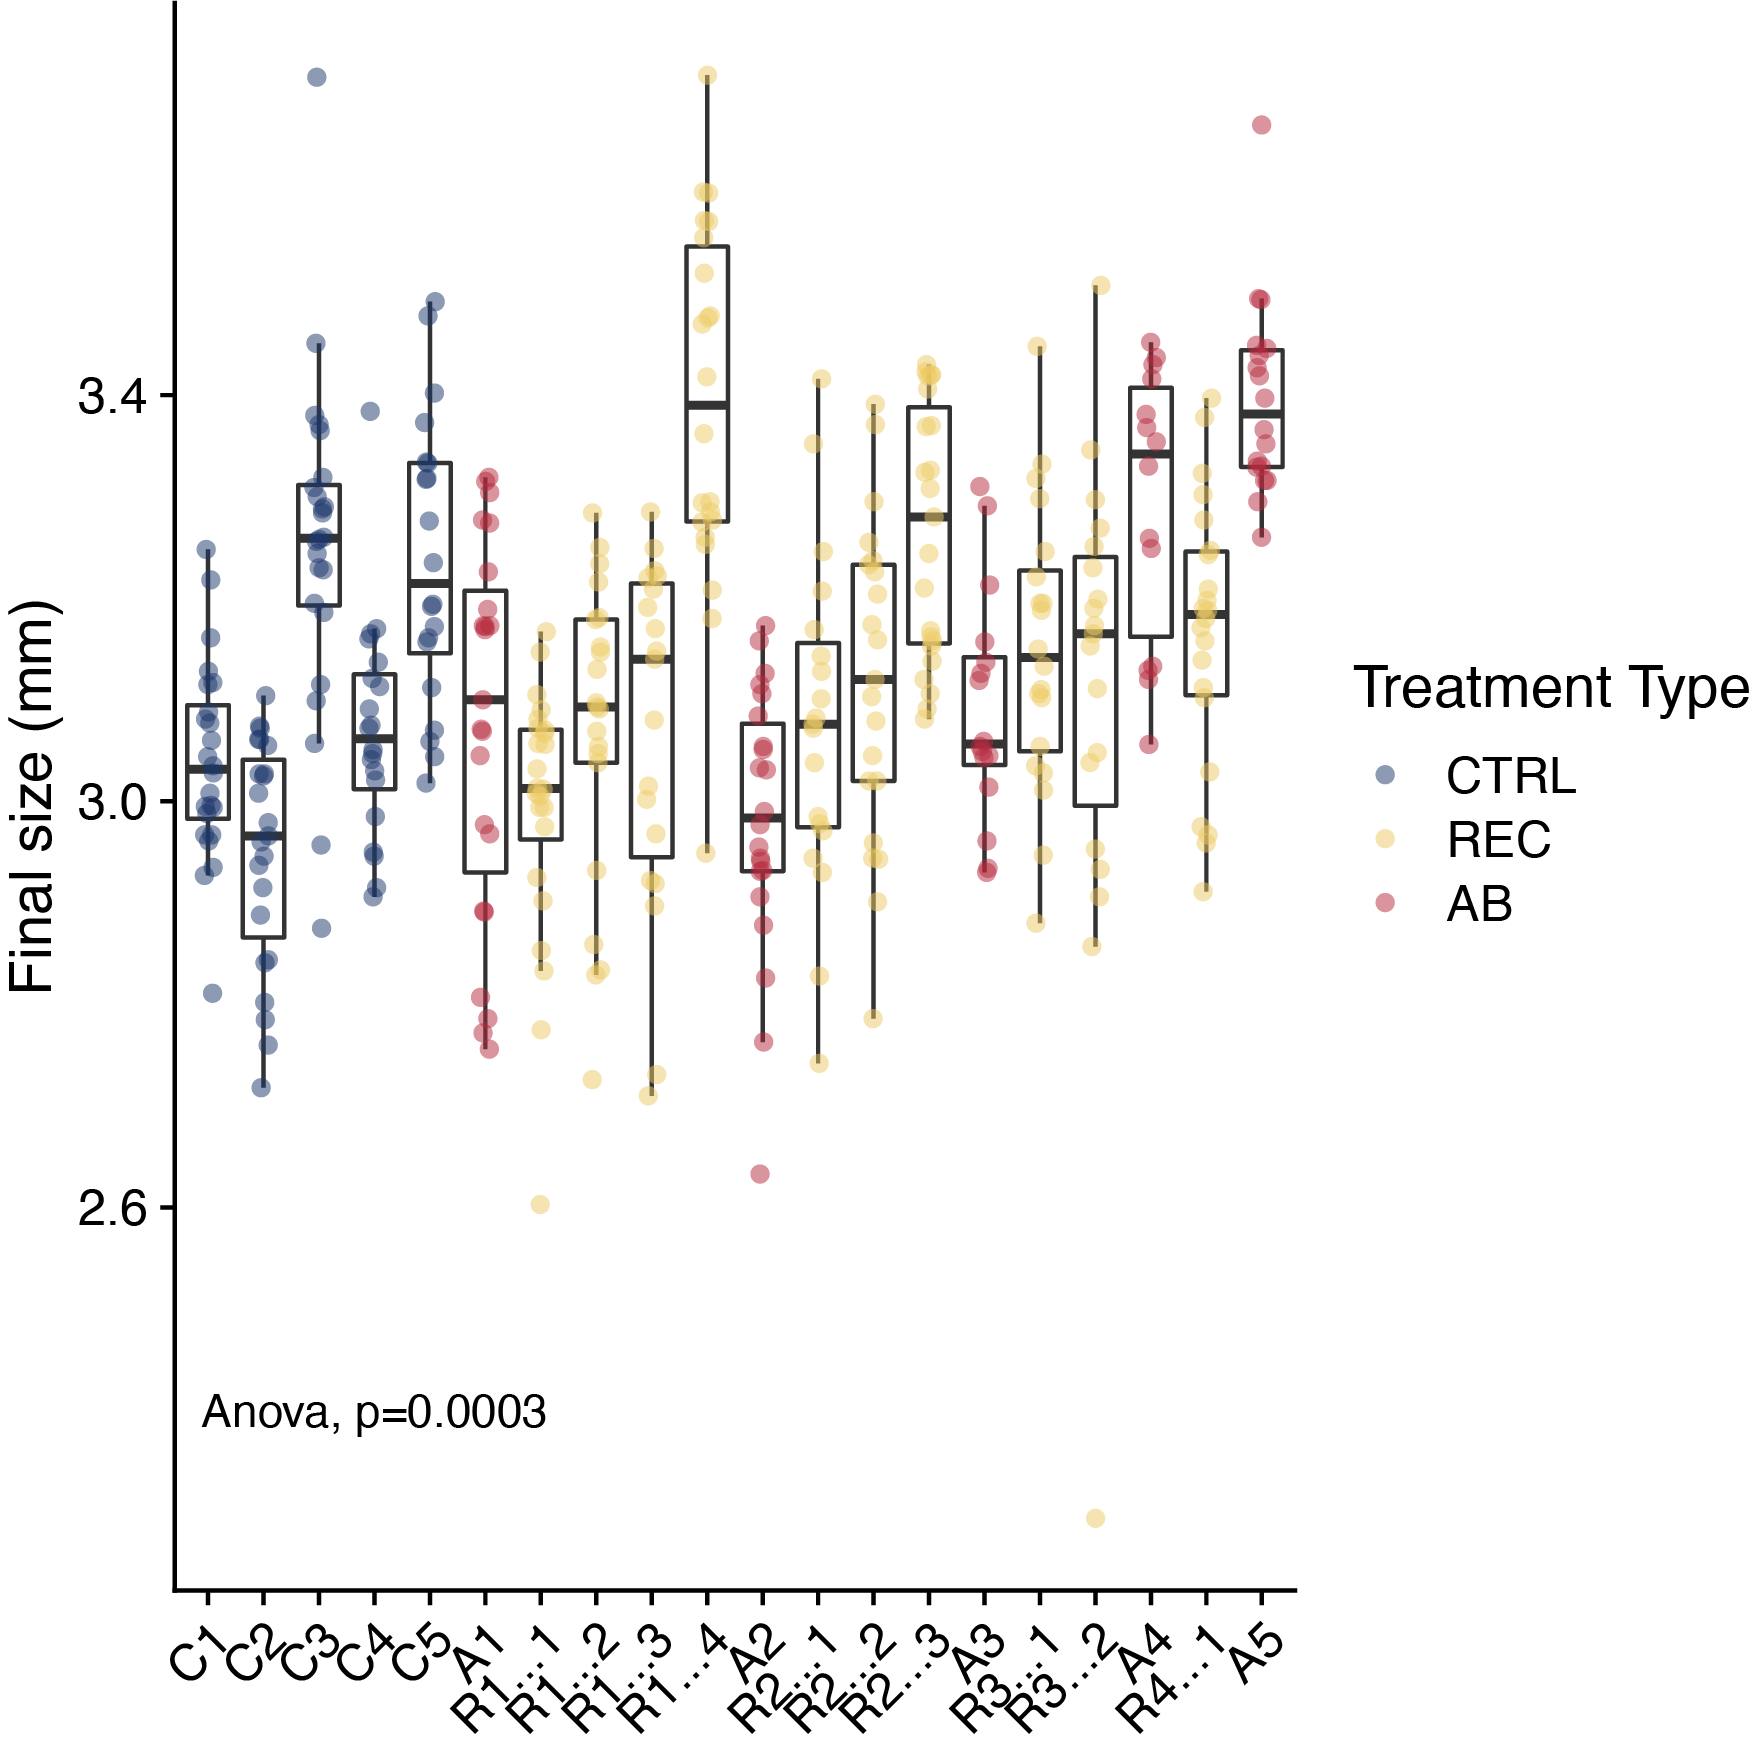 Final size (mm)
3.4
3.0
2.6
Anova, p=0.0003
C1
C2
C3
C4
C5
A1
R1...1
R1...2
R1...3
R1...4
A2
R2...1
R2...2
R2...3
A3
R3...1
R3...2
A4
R4...1
A5
Treatment Type
CTRL
REC
AB